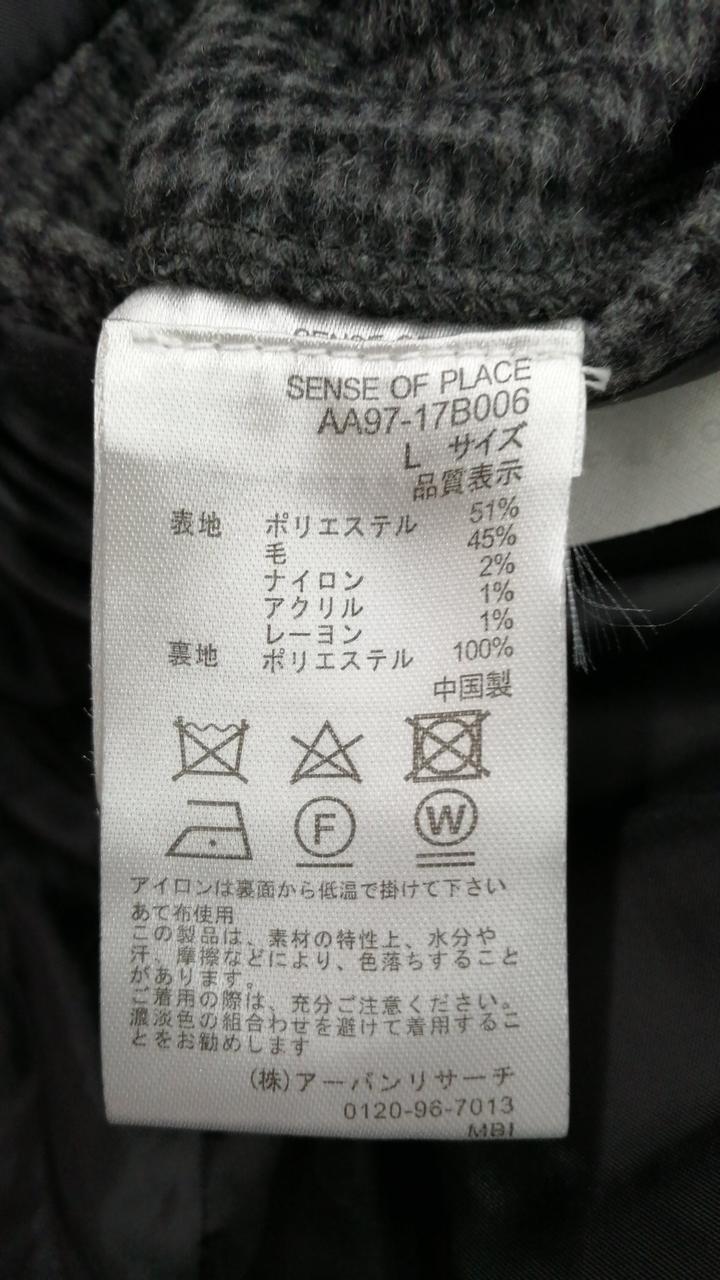 SENSE OF PLACE
AA97-17B006
L サイズ
品質表示
表地 ポリエステル 51%
毛 45%
ナイロン 2%
アクリル 1%
レーヨン 1%
裏地 ポリエステル 100%
中国製
F W
アイロンは裏面から低温で掛けて下さい
あて布使用
この製品は、素材の特性上、水分や
汗、摩擦などにより、色落ちすること
があります。
ご着用の際は、充分ご注意ください。
濃淡色の組合わせを避けて着用するこ
とをお勧めします
(株)アーバンリサーチ
0120-96-7013
MBI